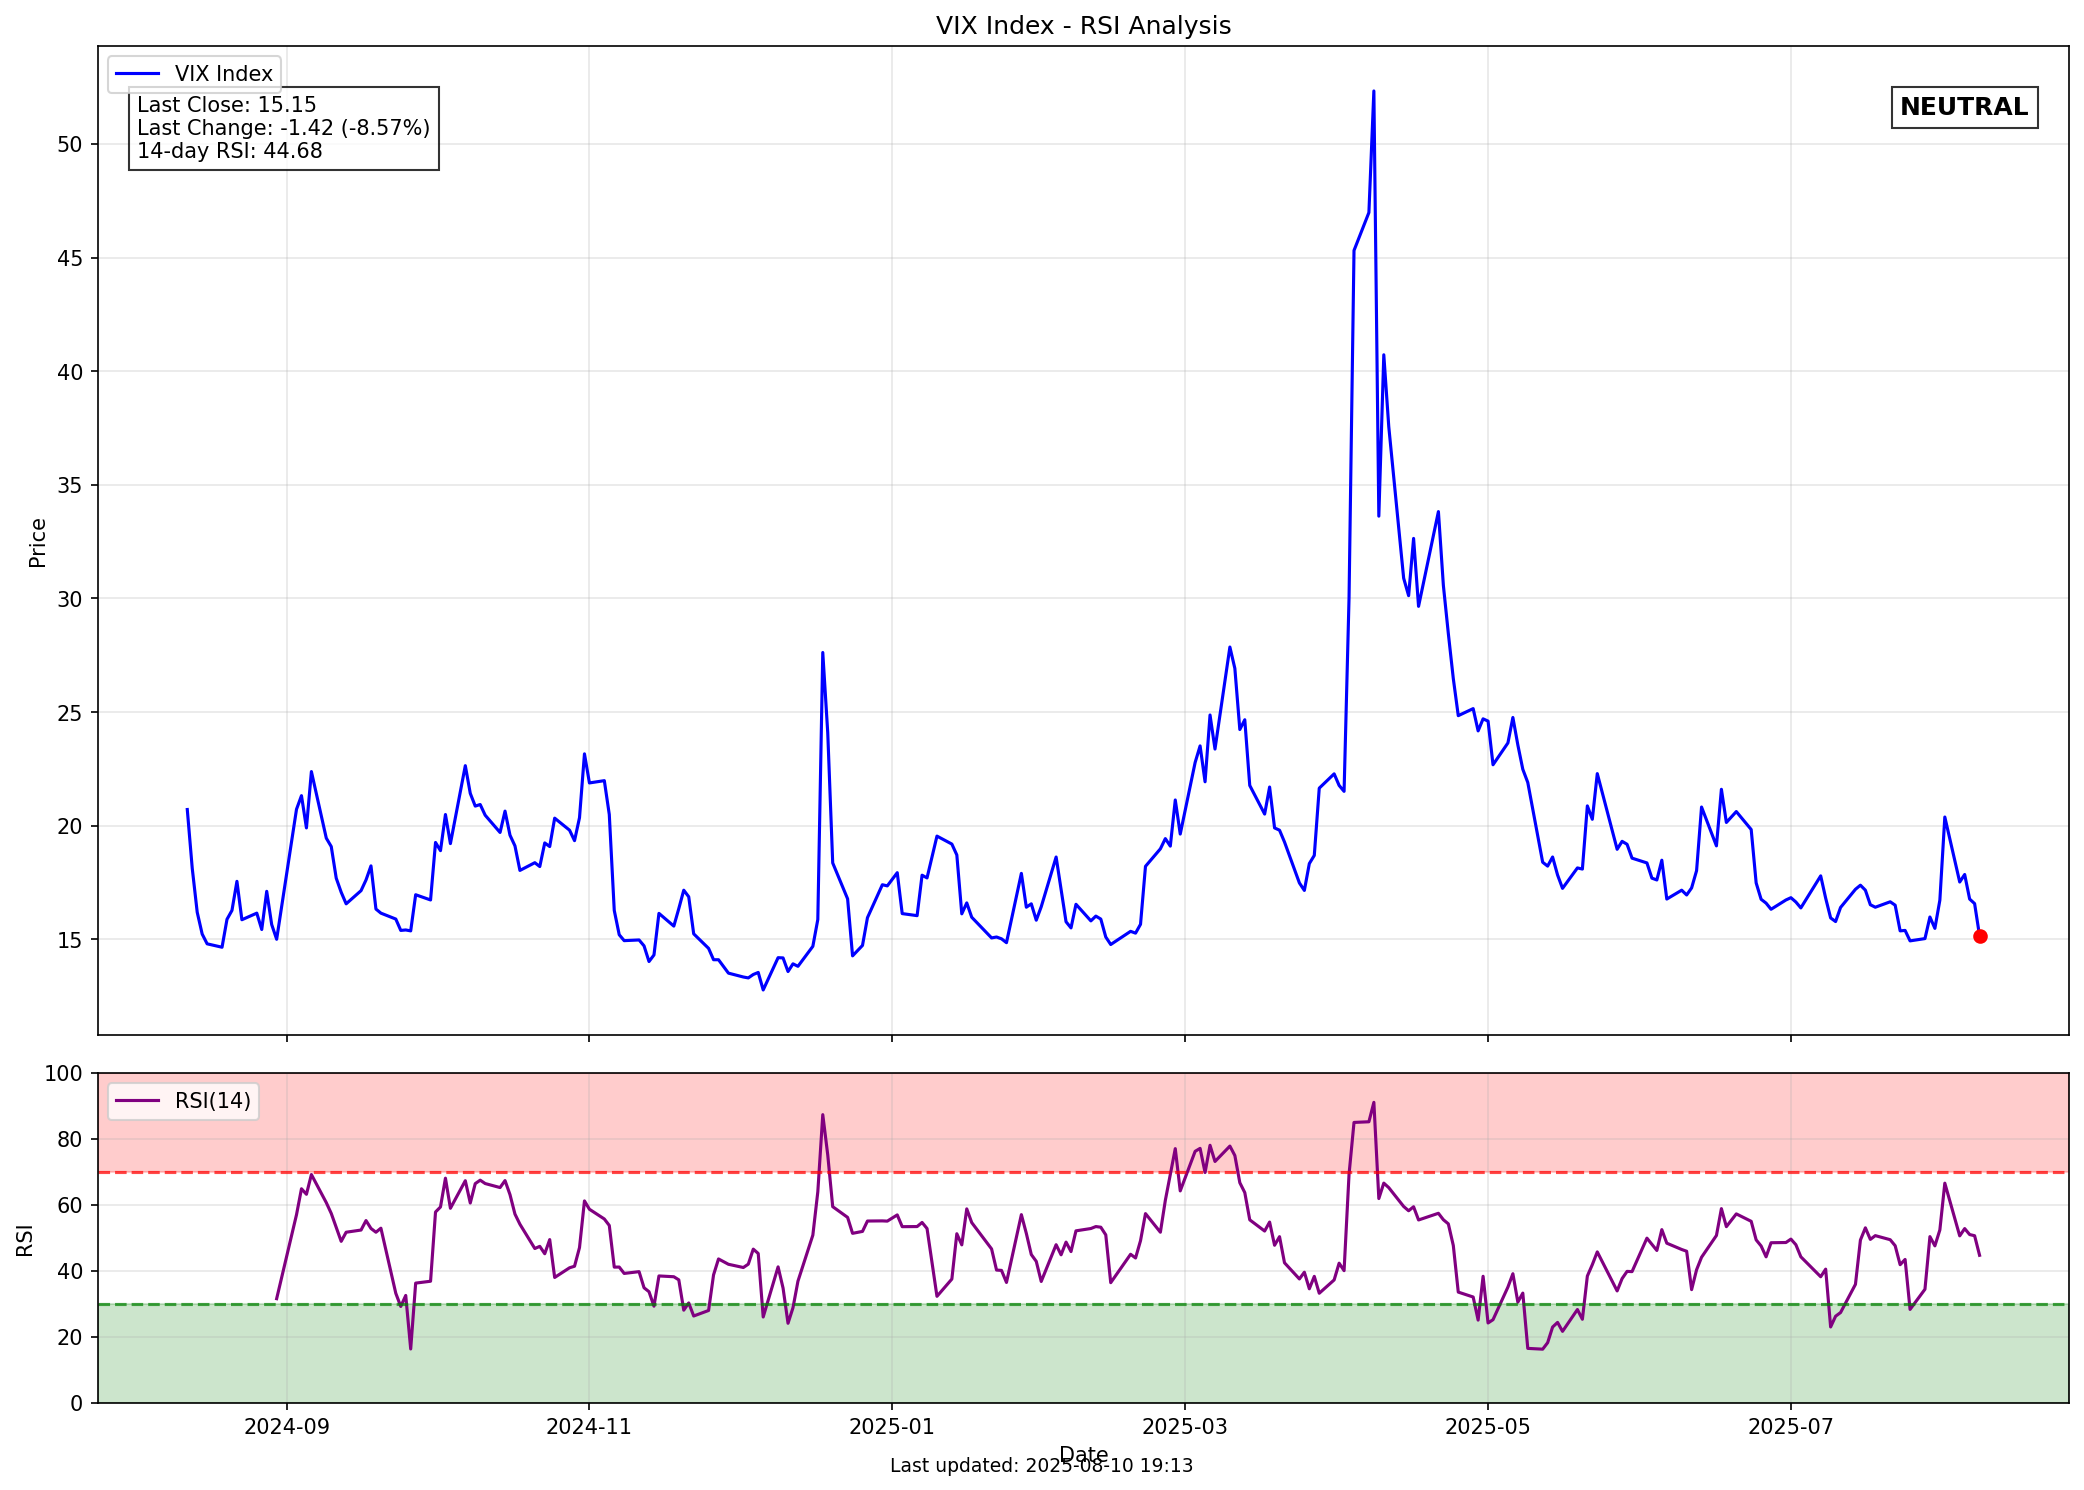 VIX Index - RSI Analysis
VIX Index
Last Close: 15.15
Last Change: -1.42 (-8.57%)
14-day RSI: 44.68
NEUTRAL
50
45
40
35
30
25
20
15
Price
RSI(14)
100
80
60
40
20
0
RSI
2024-09
2024-11
2025-01
2025-03
2025-05
2025-07
Date
Last updated: 2025-08-10 19:13